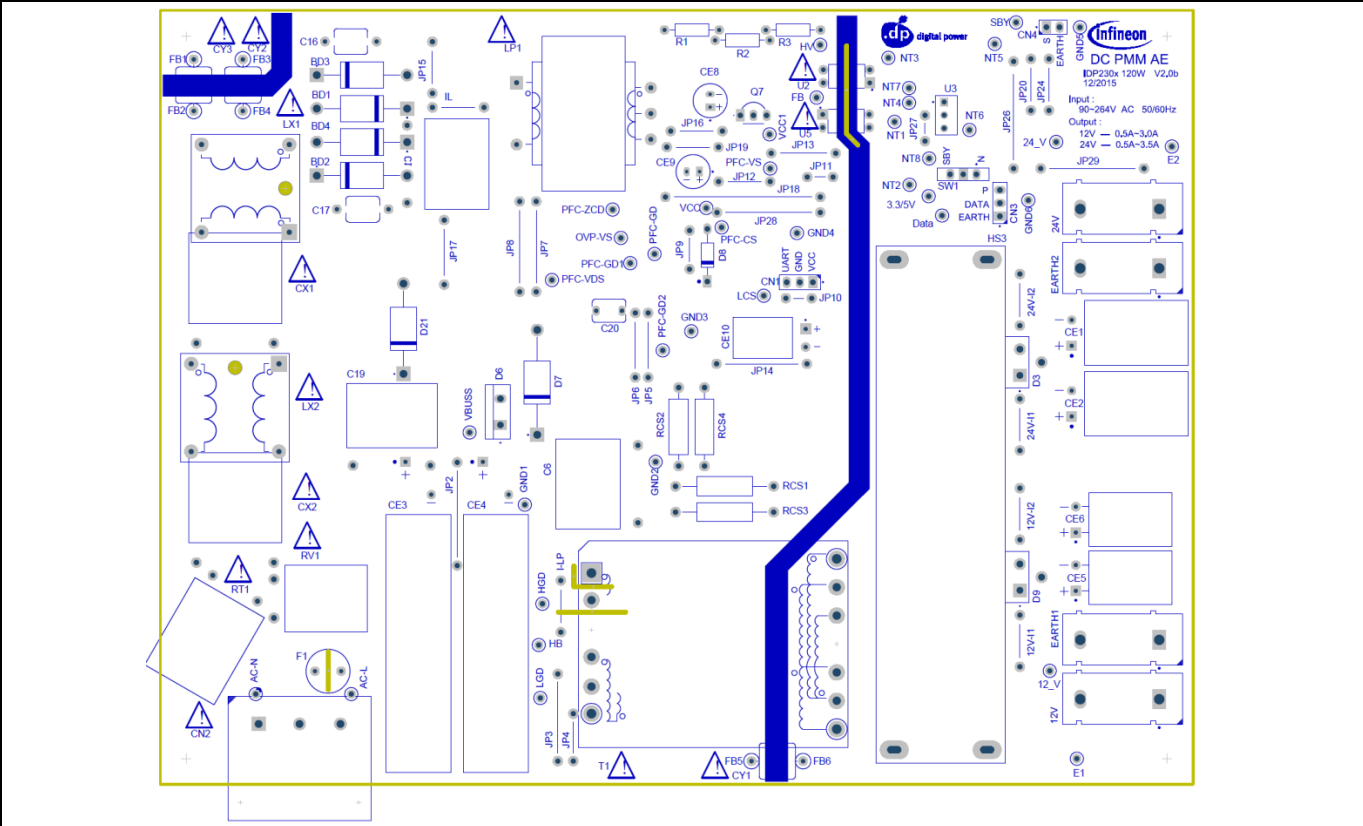 CY3
CY2
C16
LP1
R1
R2
R3
HV
.dp digital power
SBY
CN4
S
EARTH
GND5
infineon
DC PMM AE
IDP230x 120W V2.0b
12/2015
Input :
90~264V AC 50/60Hz
Output :
12V — 0.5A~3.0A
24V — 0.5A~3.5A
FB1
FB3
FB2
FB4
LX1
BD3
BD1
BD4
BD2
JP15
IL
C1
C17
CE8
Q7
U2
FB
U5
NT3
NT5
NT7
NT4
NT1
U3
NT6
JP27
JP26
JP20
JP24
24_V
E2
JP16
JP19
VCC1
JP13
CE9
PFC-VS
JP12
JP11
JP18
NT8
SBY
N
SW1
JP29
NT2
3.3/5V
Data
P
DATA
EARTH
CN3
GND6
24V
HS3
PFC-ZCD
VCC
JP28
OVP-VS
PFC-GD
PFC-GD1
PFC-VDS
JP8
JP7
JP17
JP9
D8
PFC-CS
GND4
UART
GND
VCC
CN1
LCS
JP10
EARTH2
CX1
D21
C20
PFC-GD2
GND3
CE10
+
–
JP14
24V-I2
CE1
–
+
D3
LX2
C19
D6
D7
VBUSS
JP6
JP5
RCS2
RCS4
24V-I1
CE2
–
+
C6
GND2
GND1
RCS1
RCS3
CX2
CE3
+
JP2
CE4
+
12V-I2
CE6
–
+
RV1
RT1
I-LP
HGD
HB
LGD
D9
CE5
–
+
12V-I1
EARTH1
F1
AC-N
AC-L
CN2
12_V
12V
JP3
JP4
T1
FB5
CY1
FB6
E1